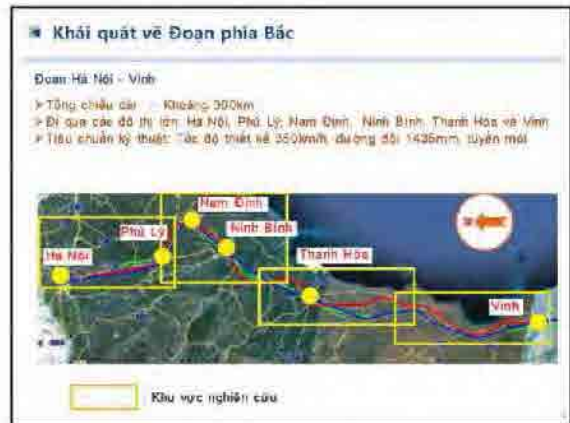 Khái quát về Đoạn phía Bắc
Đoạn Hà Nội - Vinh
➢ Tổng chiều dài : Khoảng 300km
➢ Đi qua các đô thị lớn: Hà Nội, Phủ Lý, Nam Định, Ninh Bình, Thanh Hóa và Vinh
➢ Tiêu chuẩn kỹ thuật: Tốc độ thiết kế 350km/h, đường đôi 1435mm, tuyến mới
Nam Định
Phủ Lý
Ninh Bình
Hà Nội
Thanh Hóa
Vinh
Khu vực nghiên cứu